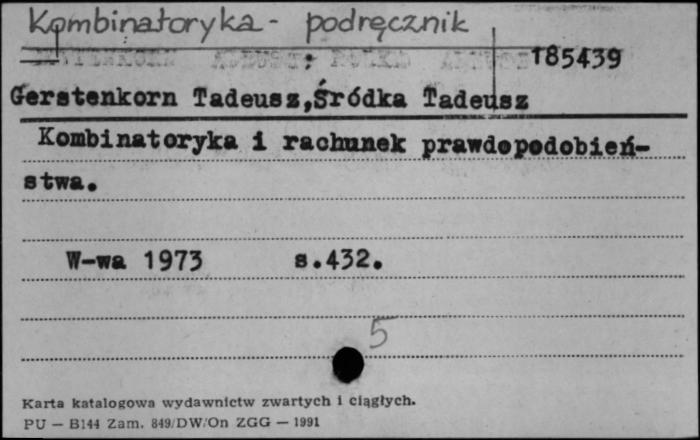 Kombinatoryka - podręcznik
185439
Gerstenkorn Tadeusz,Śródka Tadeusz
Kombinatoryka i rachunek prawdopodobień-
stwa.
W-wa 1973 s.432.
5
Karta katalogowa wydawnictw zwartych i ciągłych.
PU — B144 Zam. 849/DW/On ZGG — 1991